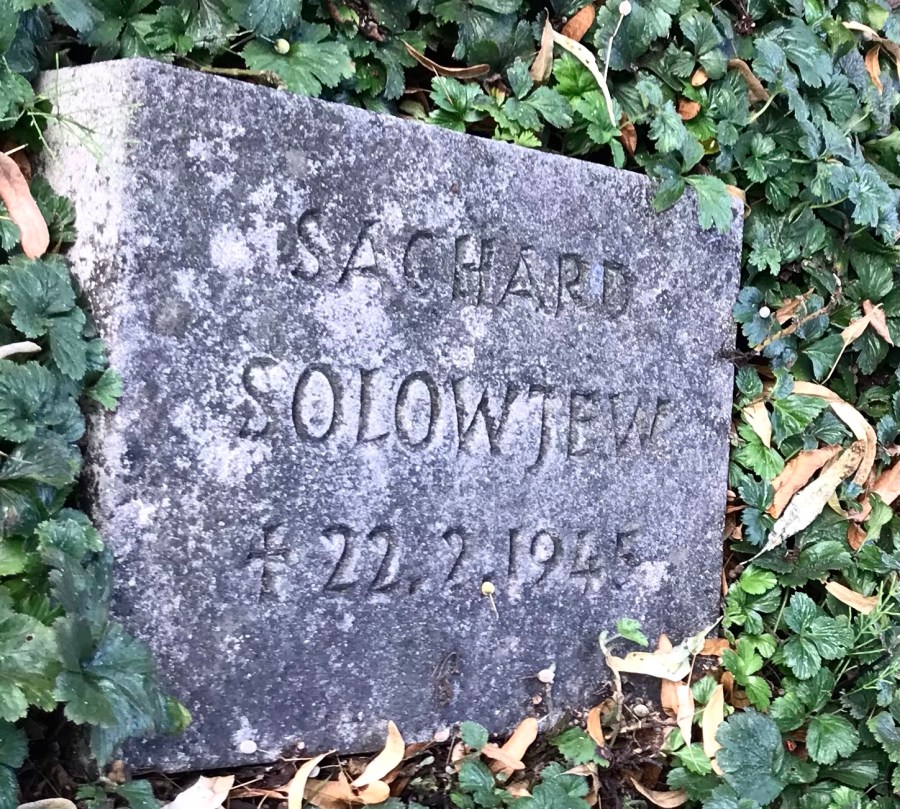 SACHARD
SOLOWJEW
† 22.2.1945